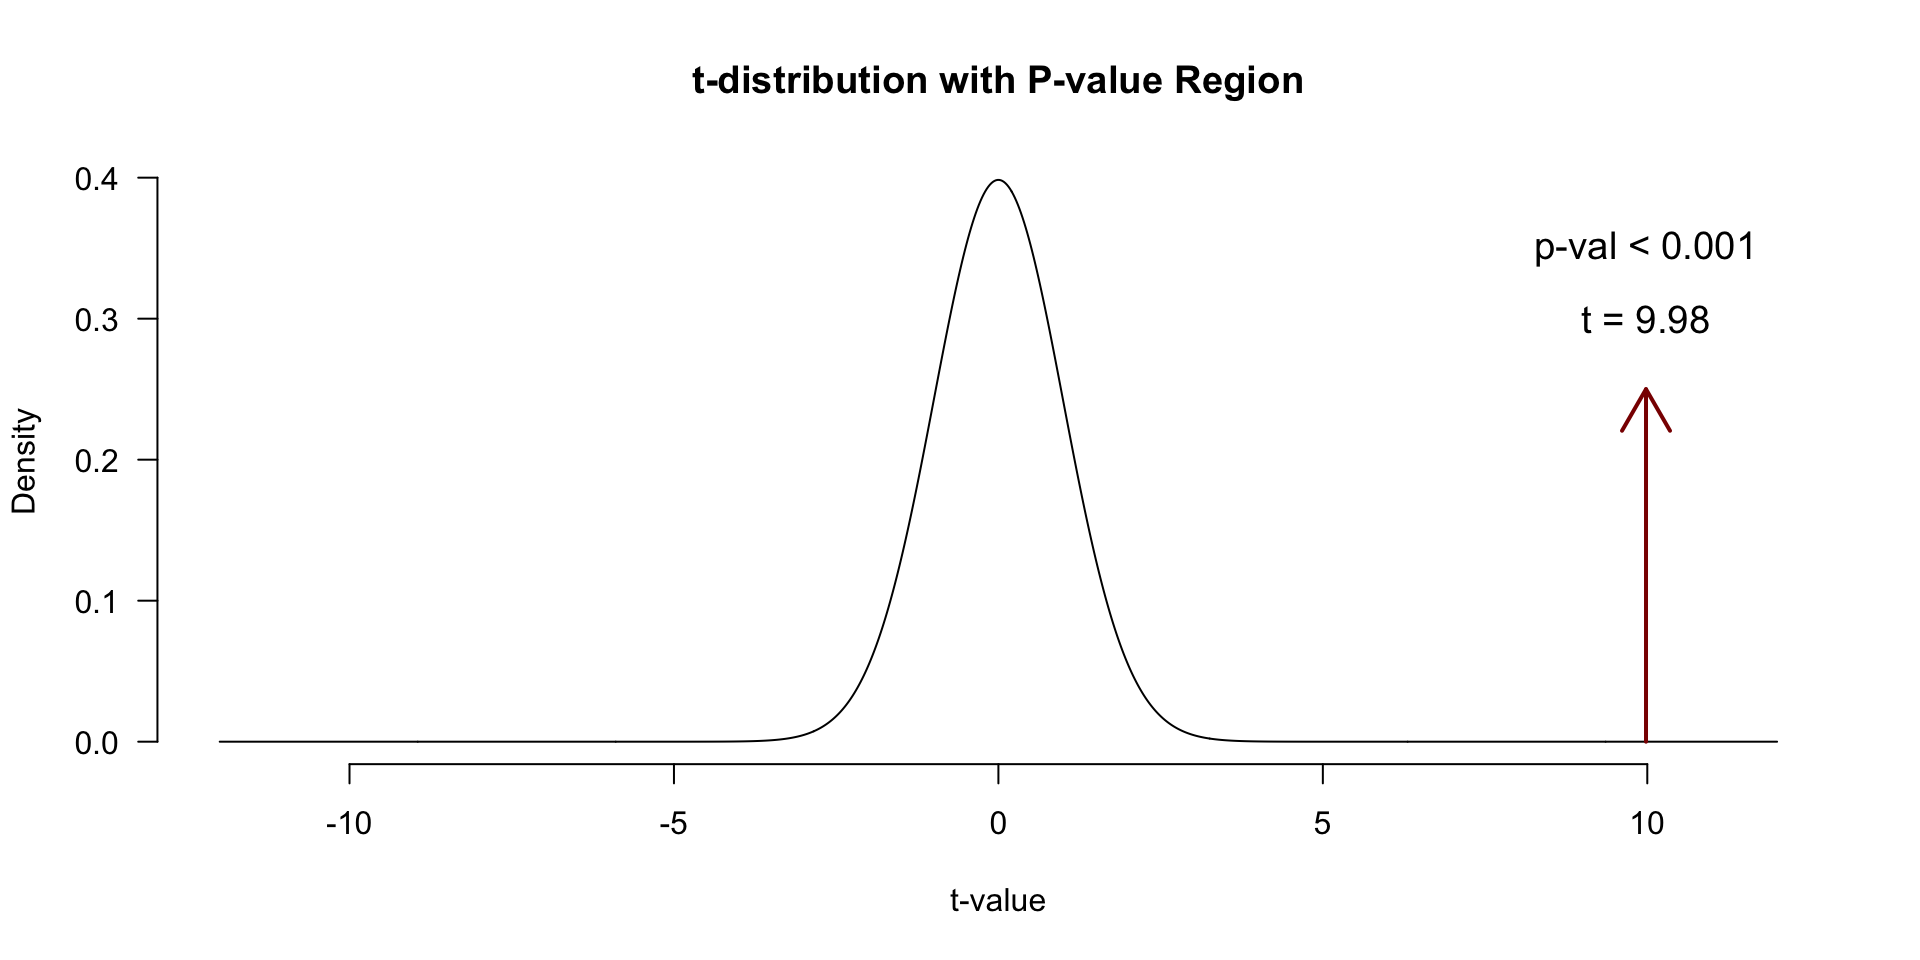 t-distribution with P-value Region
0.4
0.3
0.2
0.1
0.0
Density
p-val < 0.001
t = 9.98
-10 -5 0 5 10
t-value